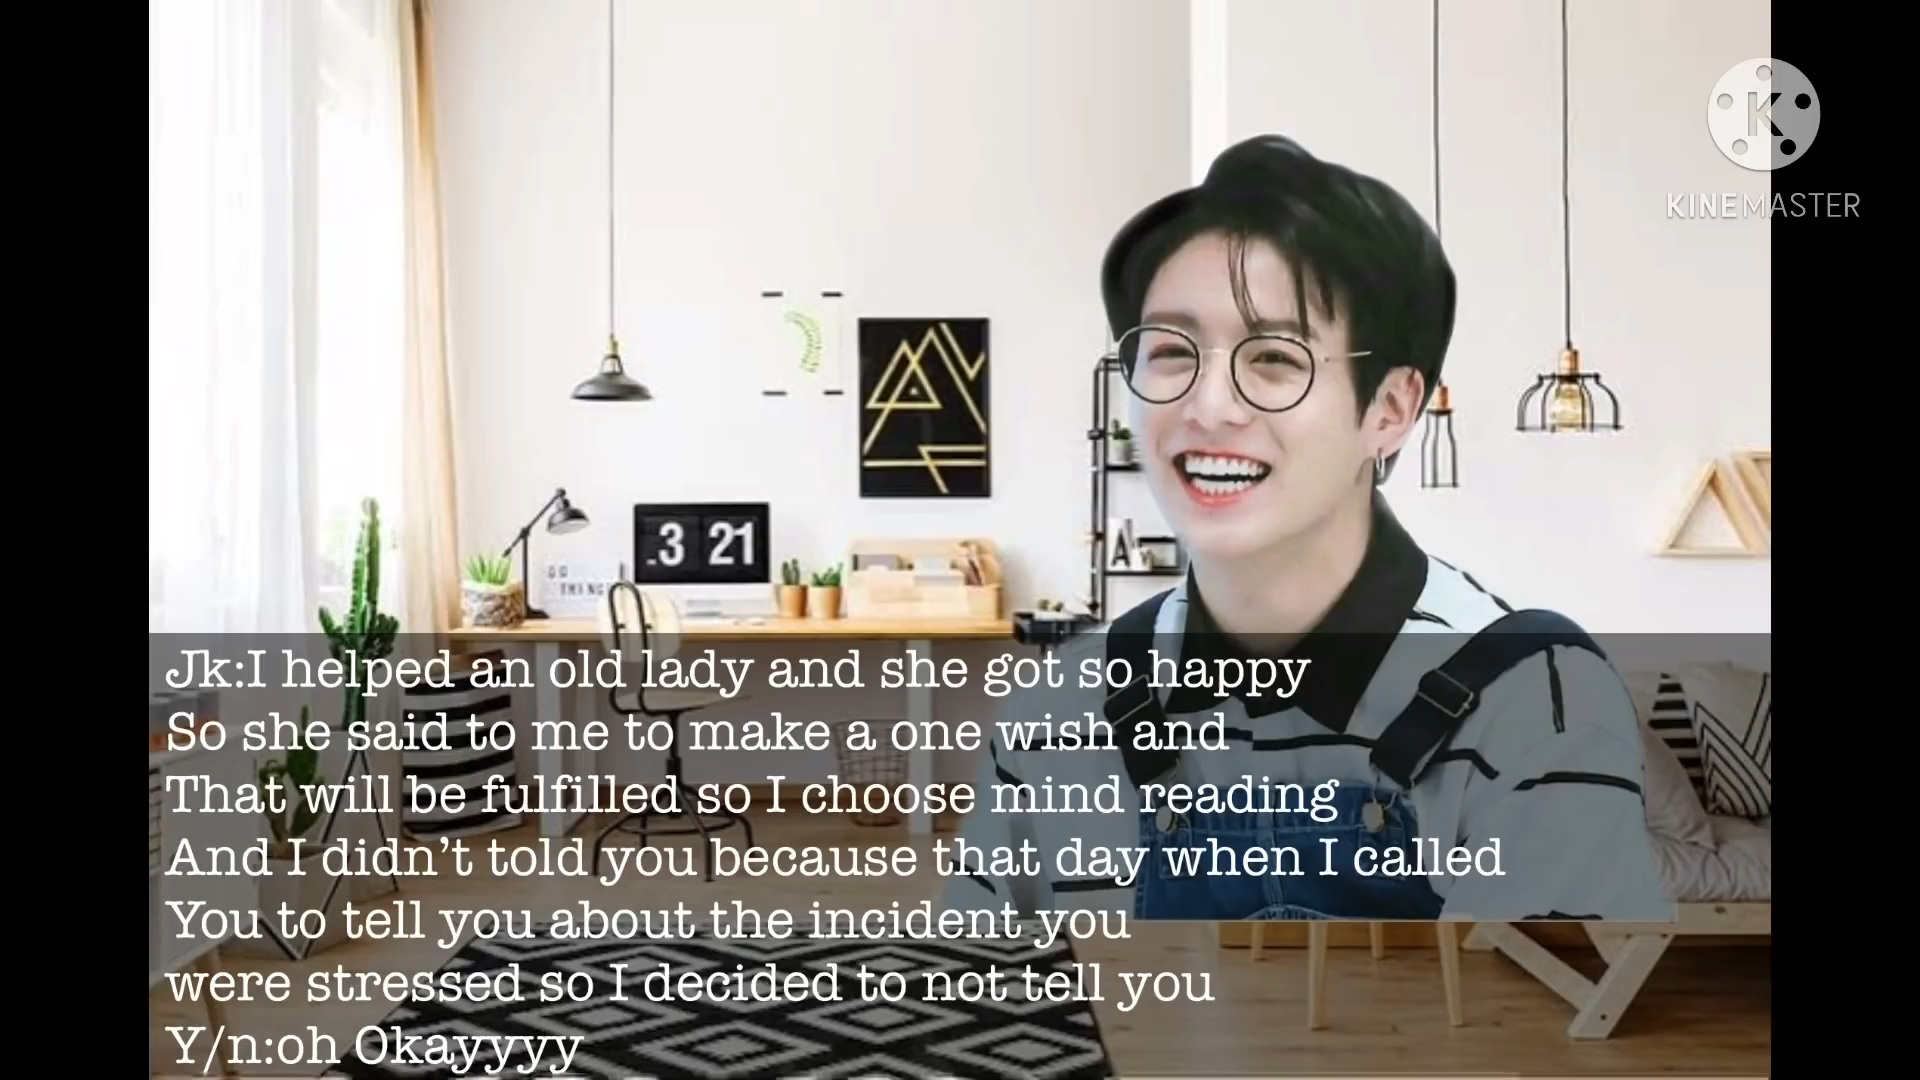 K
KINEMASTER
3 21
A
Jk:I helped an old lady and she got so happy
So she said to me to make a one wish and
That will be fulfilled so I choose mind reading
And I didn't told you because that day when I called
You to tell you about the incident you
were stressed so I decided to not tell you
Y/n:oh Okayyyy